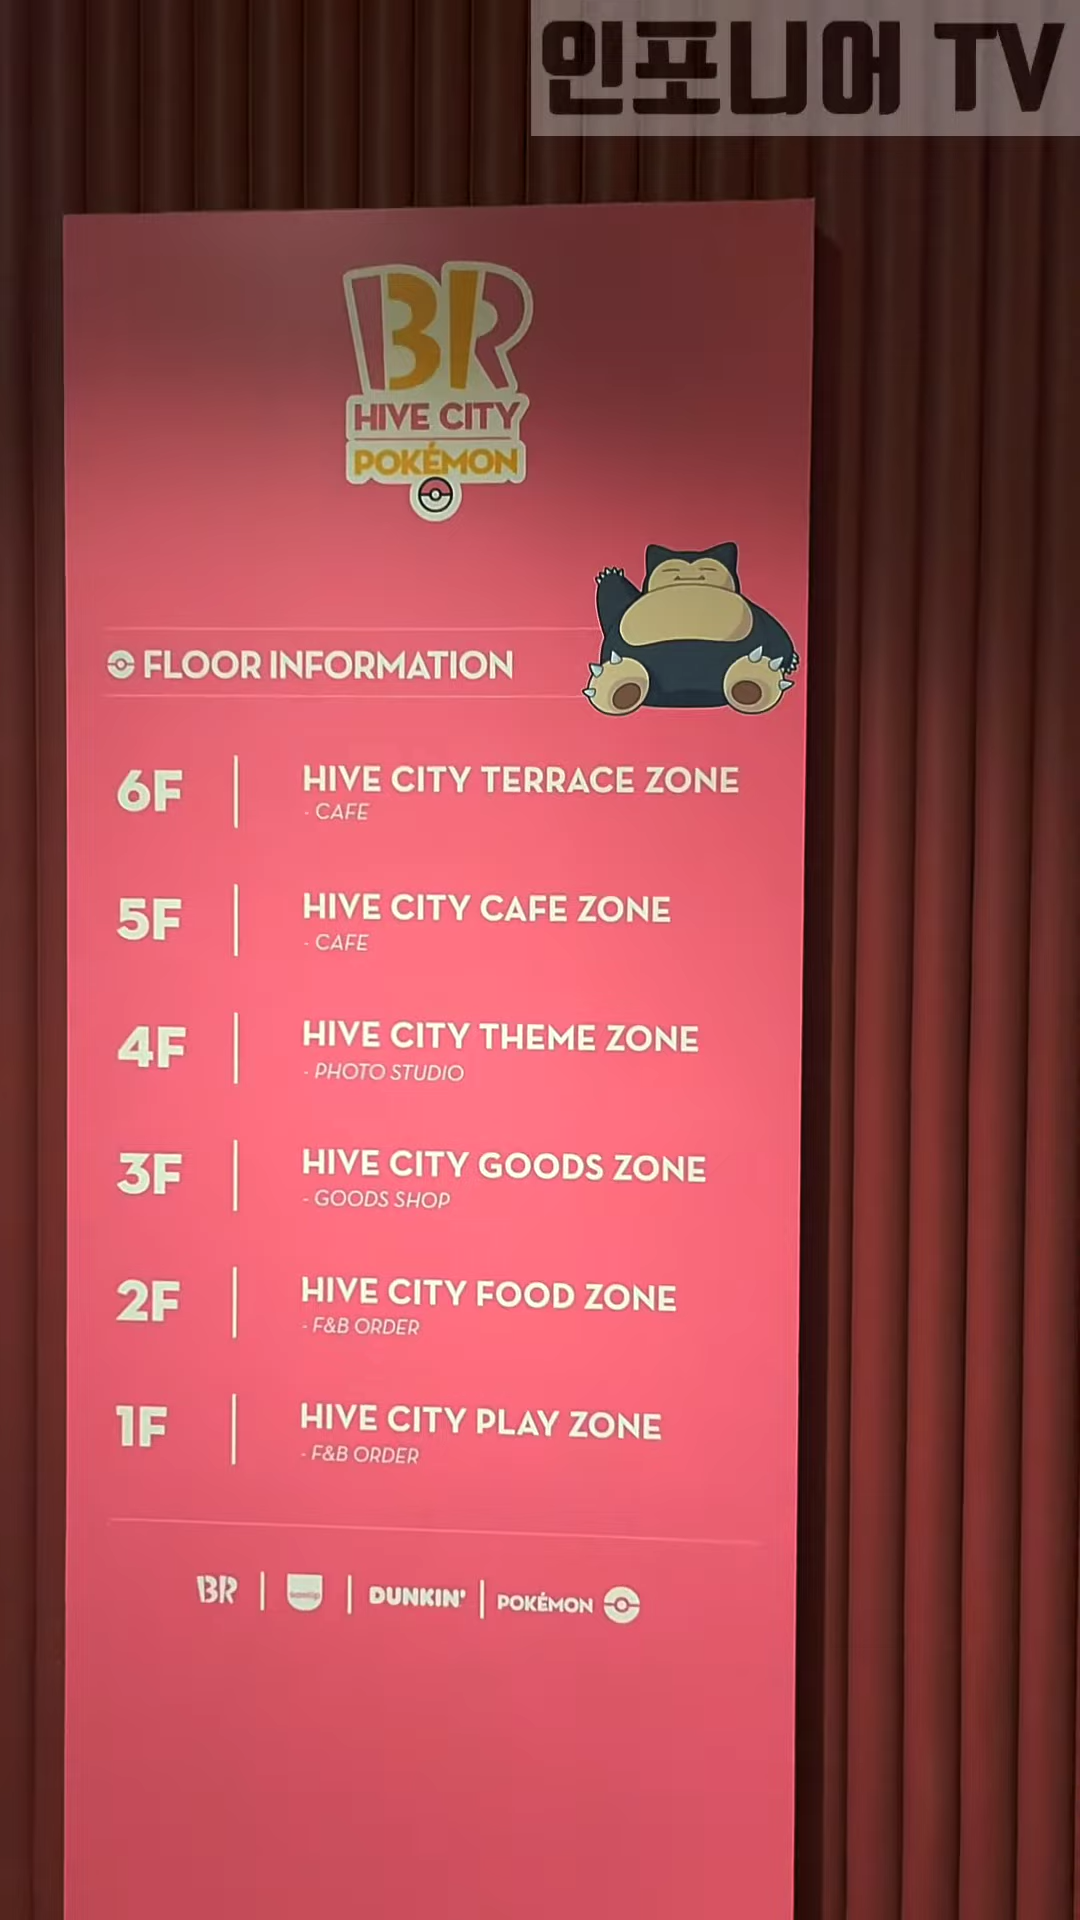 인포니어 TV
BR
HIVE CITY
POKÉMON
FLOOR INFORMATION
6F
HIVE CITY TERRACE ZONE
- CAFE
5F
HIVE CITY CAFE ZONE
- CAFE
4F
HIVE CITY THEME ZONE
- PHOTO STUDIO
3F
HIVE CITY GOODS ZONE
- GOODS SHOP
2F
HIVE CITY FOOD ZONE
- F&B ORDER
1F
HIVE CITY PLAY ZONE
- F&B ORDER
BR
DUNKIN'
POKÉMON